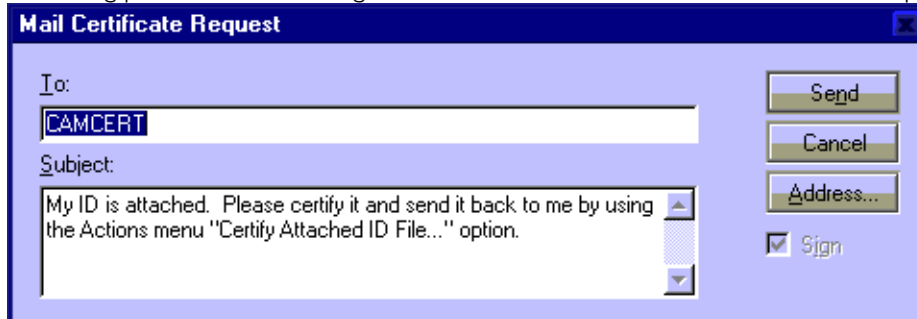 Mail Certificate Request
To:
CAMCERT
Subject:
My ID is attached.  Please certify it and send it back to me by using
the Actions menu "Certify Attached ID File..." option.
Send
Cancel
Address...
Sign